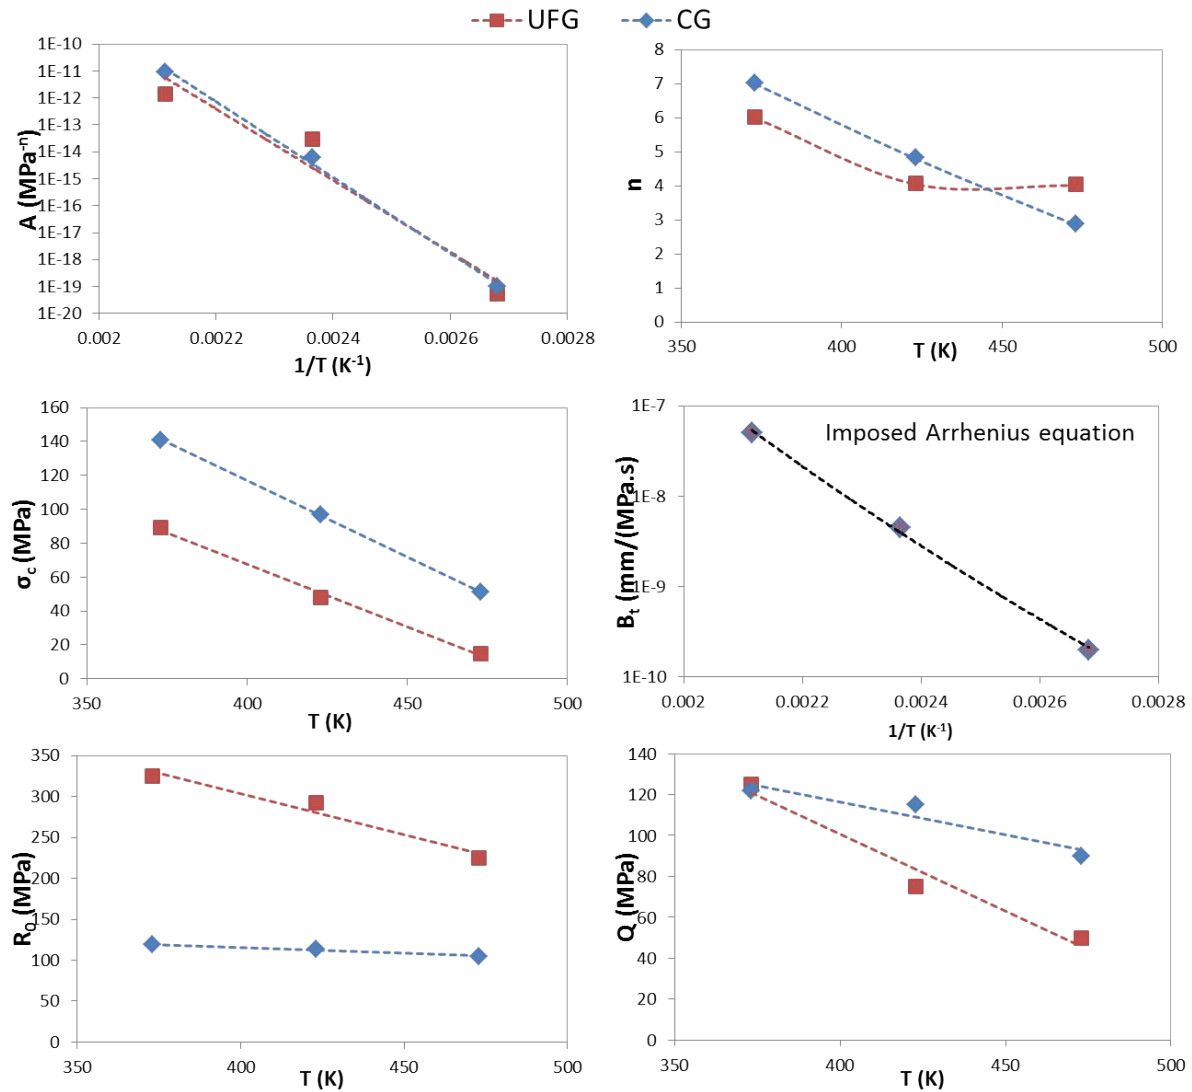 UFG CG
1E-10
1E-11
1E-12
1E-13
1E-14
1E-15
1E-16
1E-17
1E-18
1E-19
1E-20
A (MPa⁻ⁿ)
0.002 0.0022 0.0024 0.0026 0.0028
1/T (K⁻¹)
8
7
6
5
4
3
2
1
0
n
350 400 450 500
T (K)
160
140
120
100
80
60
40
20
0
σc (MPa)
350 400 450 500
T (K)
Imposed Arrhenius equation
1E-7
1E-8
1E-9
1E-10
Bt (mm/(MPa.s)
0.002 0.0022 0.0024 0.0026 0.0028
1/T (K⁻¹)
350
300
250
200
150
100
50
0
R0 (MPa)
350 400 450 500
T (K)
140
120
100
80
60
40
20
0
Q (MPa)
350 400 450 500
T (K)